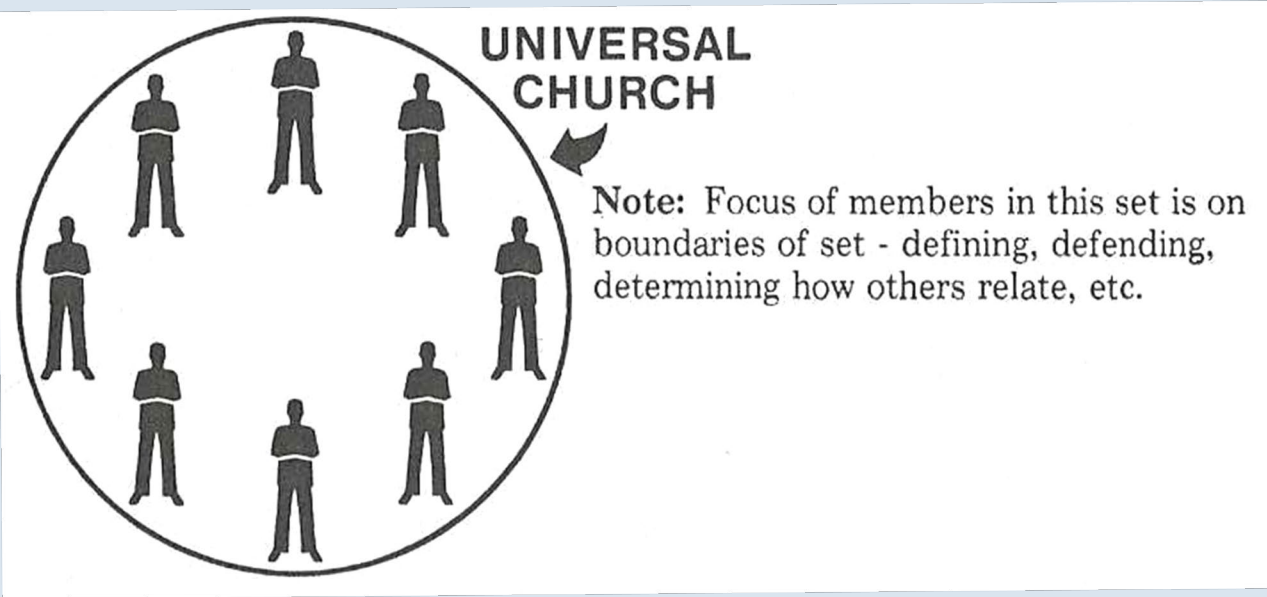 UNIVERSAL
CHURCH
Note: Focus of members in this set is on
boundaries of set - defining, defending,
determining how others relate, etc.